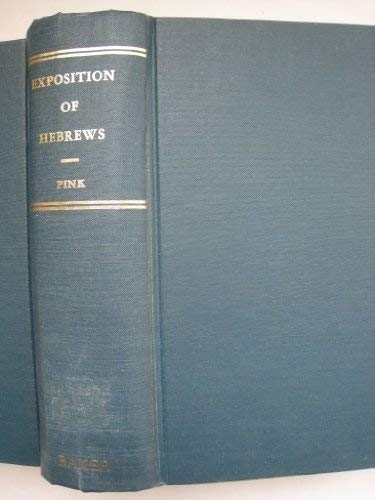 EXPOSITION
OF
HEBREWS
PINK
BAKER